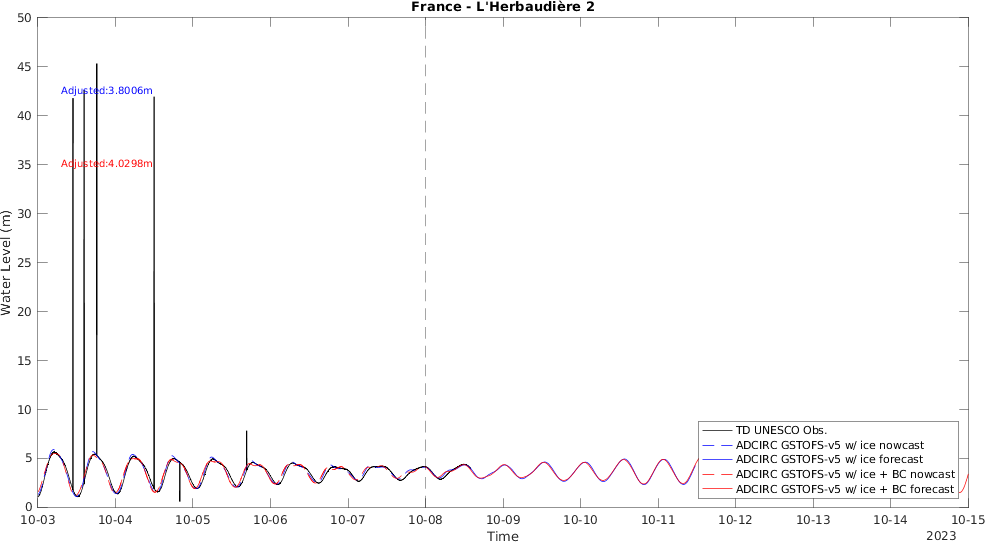 France - L'Herbaudière 2
50
45
40
35
30
25
20
15
10
5
0
Water Level (m)
Adjusted:3.8006m
Adjusted:4.0298m
TD UNESCO Obs.
ADCIRC GSTOFS-v5 w/ ice nowcast
ADCIRC GSTOFS-v5 w/ ice forecast
ADCIRC GSTOFS-v5 w/ ice + BC nowcast
ADCIRC GSTOFS-v5 w/ ice + BC forecast
10-03 10-04 10-05 10-06 10-07 10-08 10-09 10-10 10-11 10-12 10-13 10-14 10-15
Time
2023